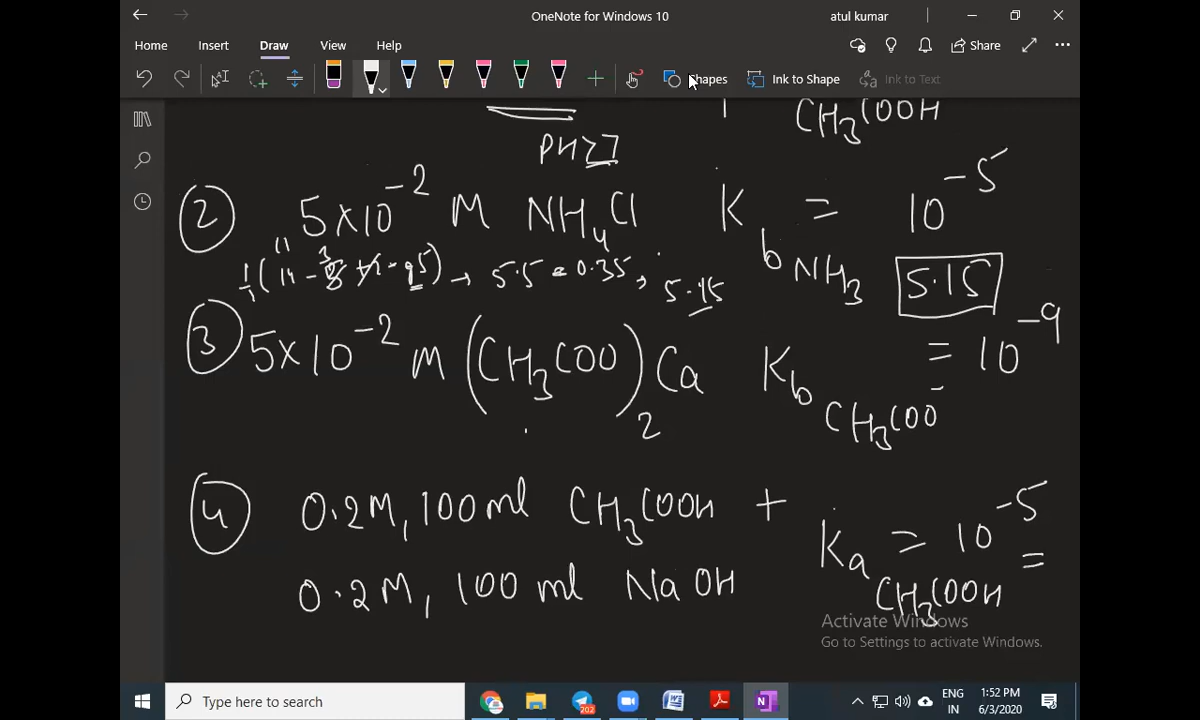 OneNote for Windows 10
atul kumar
Home Insert Draw View Help
Share
Shapes Ink to Shape Ink to Text
CH₃COOH
PH>7
② 5×10⁻² M NH₄Cl K_b NH₃ = 10⁻⁵
→ 5.5 - 0.35, 5.15
5.15
③ 5×10⁻² M (CH₃COO)₂Ca K_b CH₃COO⁻ = 10⁻⁹
④ 0.2M, 100 ml CH₃COOH +
Ka CH₃COOH = 10⁻⁵
0.2M, 100 ml NaOH
Activate Windows
Go to Settings to activate Windows.
Type here to search
202
ENG
IN
1:52 PM
6/3/2020